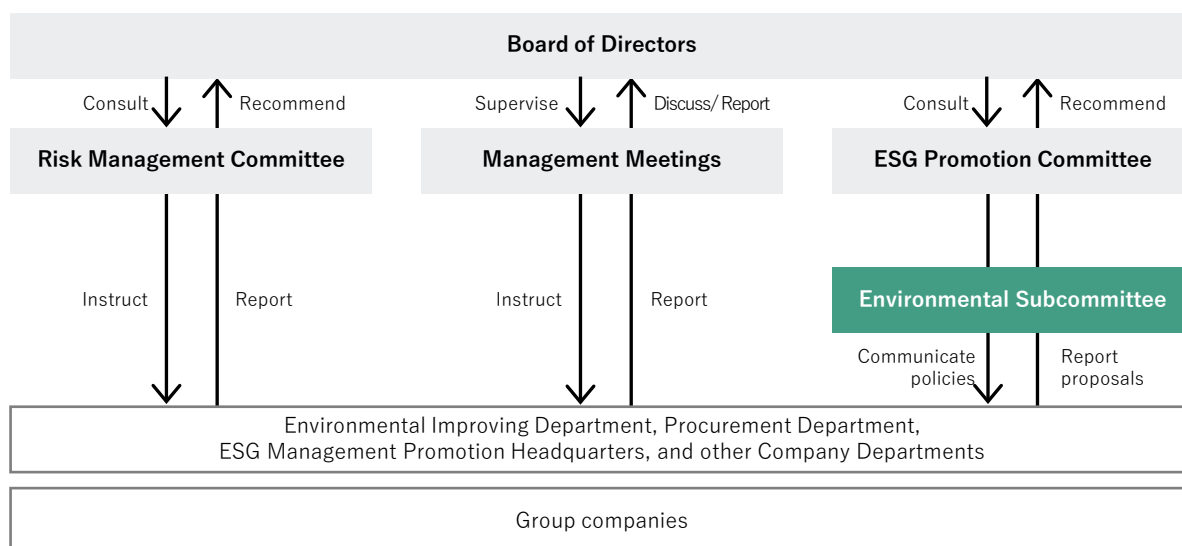 Board of Directors
Consult
Recommend
Supervise
Discuss/ Report
Consult
Recommend
Risk Management Committee
Management Meetings
ESG Promotion Committee
Instruct
Report
Instruct
Report
Environmental Subcommittee
Communicate
policies
Report
proposals
Environmental Improving Department, Procurement Department,
ESG Management Promotion Headquarters, and other Company Departments
Group companies